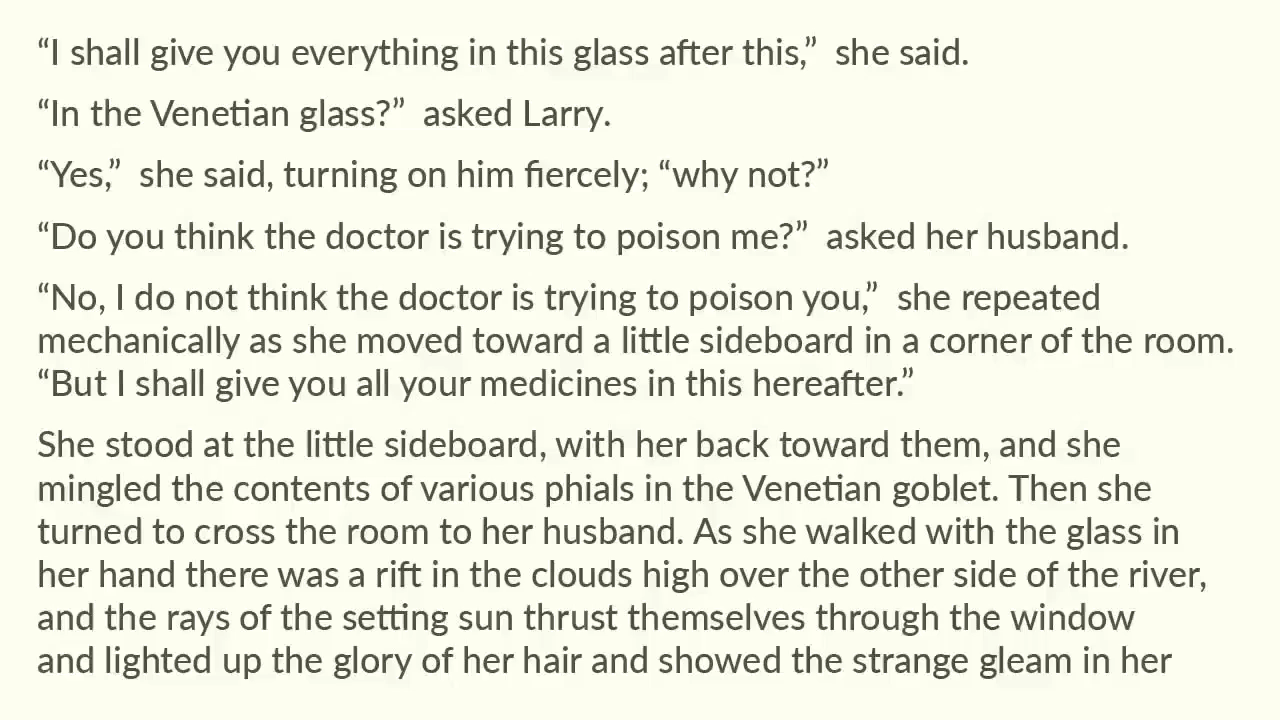 “I shall give you everything in this glass after this,”  she said.
“In the Venetian glass?”  asked Larry.
“Yes,”  she said, turning on him fiercely; “why not?”
“Do you think the doctor is trying to poison me?”  asked her husband.
“No, I do not think the doctor is trying to poison you,”  she repeated
mechanically as she moved toward a little sideboard in a corner of the room.
“But I shall give you all your medicines in this hereafter.”
She stood at the little sideboard, with her back toward them, and she
mingled the contents of various phials in the Venetian goblet. Then she
turned to cross the room to her husband. As she walked with the glass in
her hand there was a rift in the clouds high over the other side of the river,
and the rays of the setting sun thrust themselves through the window
and lighted up the glory of her hair and showed the strange gleam in her